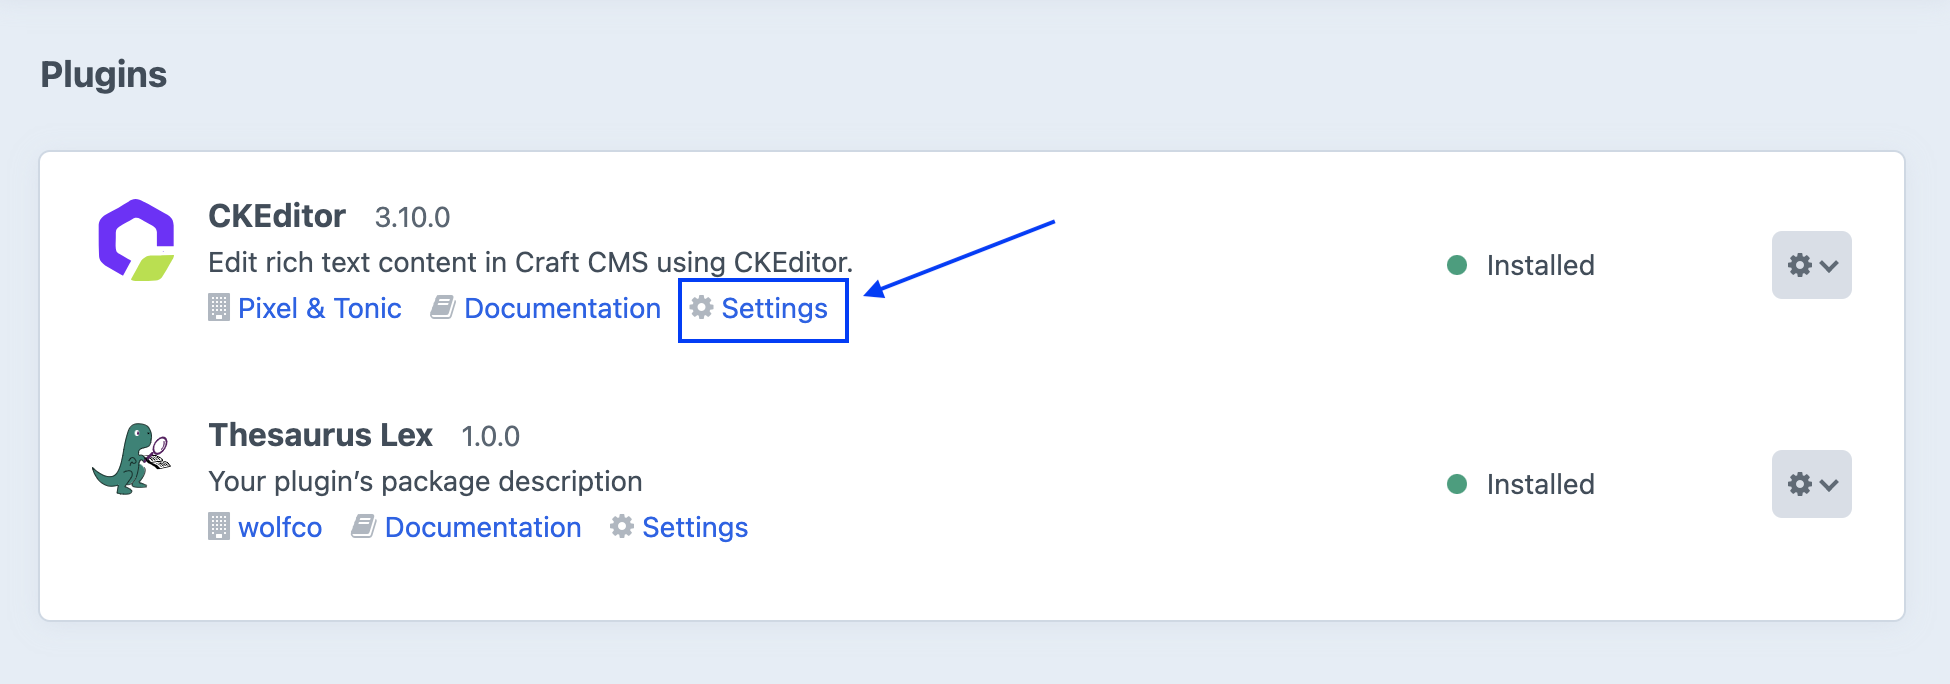 Plugins
CKEditor 3.10.0
Edit rich text content in Craft CMS using CKEditor.
Pixel & Tonic Documentation Settings
Installed
Thesaurus Lex 1.0.0
Your plugin’s package description
wolfco Documentation Settings
Installed